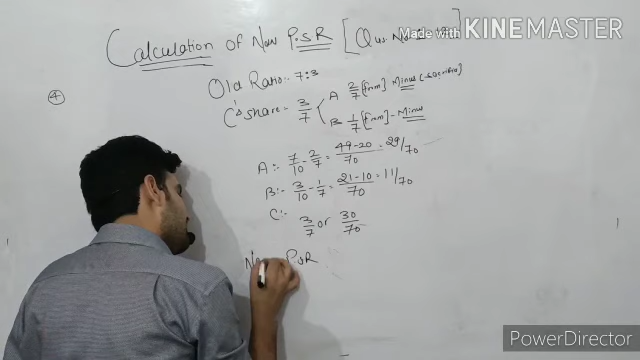 Made with KINEMASTER
Calculation of New P.S.R [Qus. No.
4
Old Ratio:- 7:3
C's share:- 3/7
A 2/7 [from] Minus (Sacrifice)
B 1/7 [from] - Minus
A:- 7/10 - 2/7 = 49-20/70 = 29/70
B:- 3/10 - 1/7 = 21-10/70 = 11/70
C:- 3/7 or 30/70
New P.S.R
PowerDirector